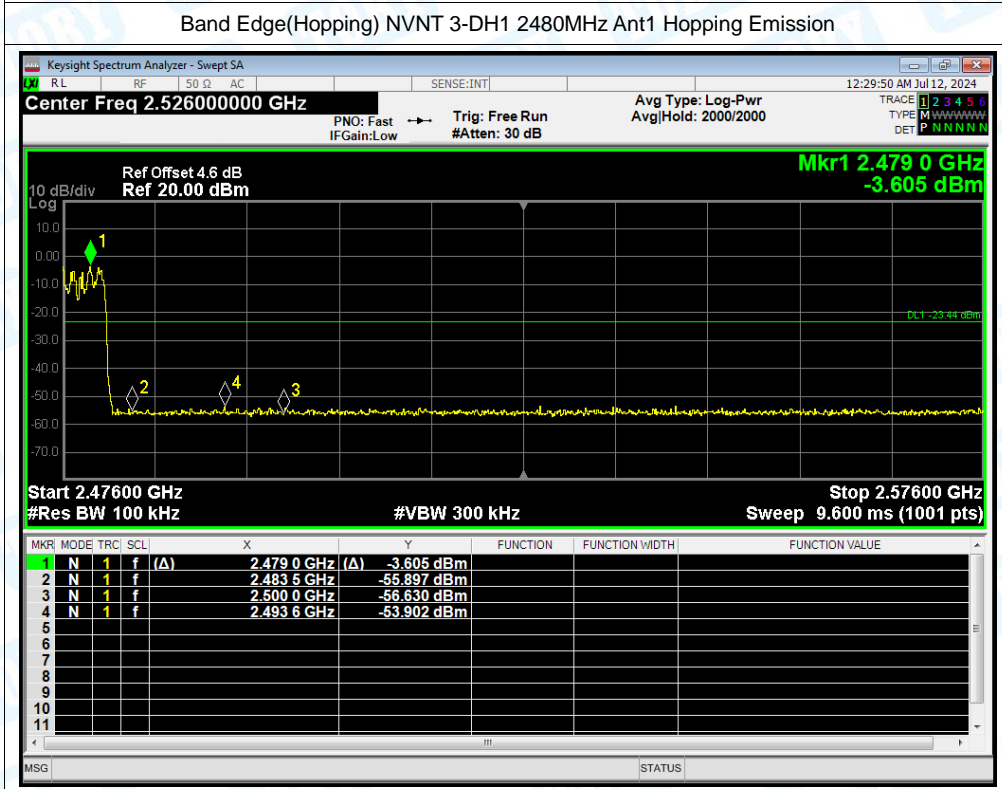 Band Edge(Hopping) NVNT 3-DH1 2480MHz Ant1 Hopping Emission
Keysight Spectrum Analyzer - Swept SA
LXI RL RF 50 Ω AC SENSE:INT 12:29:50 AM Jul 12, 2024
Center Freq 2.526000000 GHz Avg Type: Log-Pwr TRACE 1 2 3 4 5 6
PNO: Fast Trig: Free Run Avg|Hold: 2000/2000 TYPE M W W W W W
IFGain:Low #Atten: 30 dB DET P N N N N N
Mkr1 2.479 0 GHz
Ref Offset 4.6 dB
10 dB/div Ref 20.00 dBm -3.605 dBm
Log
10.0
1
0.00
-10.0
-20.0
DL1 -23.44 dBm
-30.0
-40.0
2 4 3
-50.0
-60.0
-70.0
Start 2.47600 GHz Stop 2.57600 GHz
#Res BW 100 kHz #VBW 300 kHz Sweep 9.600 ms (1001 pts)
MKR MODE TRC SCL X Y FUNCTION FUNCTION WIDTH FUNCTION VALUE
1 N 1 f (Δ) 2.479 0 GHz (Δ) -3.605 dBm
2 N 1 f 2.483 5 GHz -55.897 dBm
3 N 1 f 2.500 0 GHz -56.630 dBm
4 N 1 f 2.493 6 GHz -53.902 dBm
5
6
7
8
9
10
11
MSG STATUS